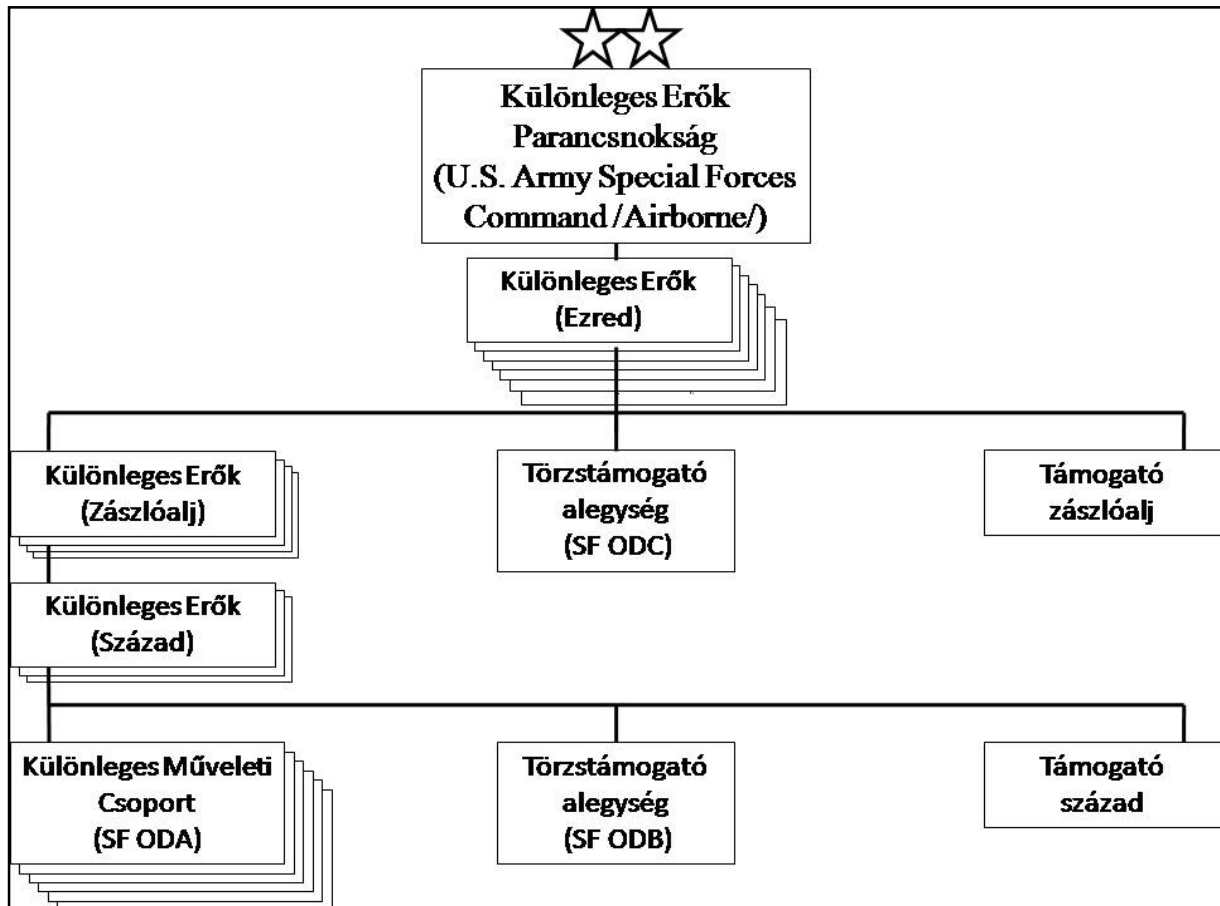 Különleges Erők
Parancsnokság
(U.S. Army Special Forces
Command /Airborne/)
Különleges Erők
(Ezred)
Különleges Erők
(Zászlóalj)
Törzstámogató
alegység
(SF ODC)
Támogató
zászlóalj
Különleges Erők
(Század)
Különleges Műveleti
Csoport
(SF ODA)
Törzstámogató
alegység
(SF ODB)
Támogató
század